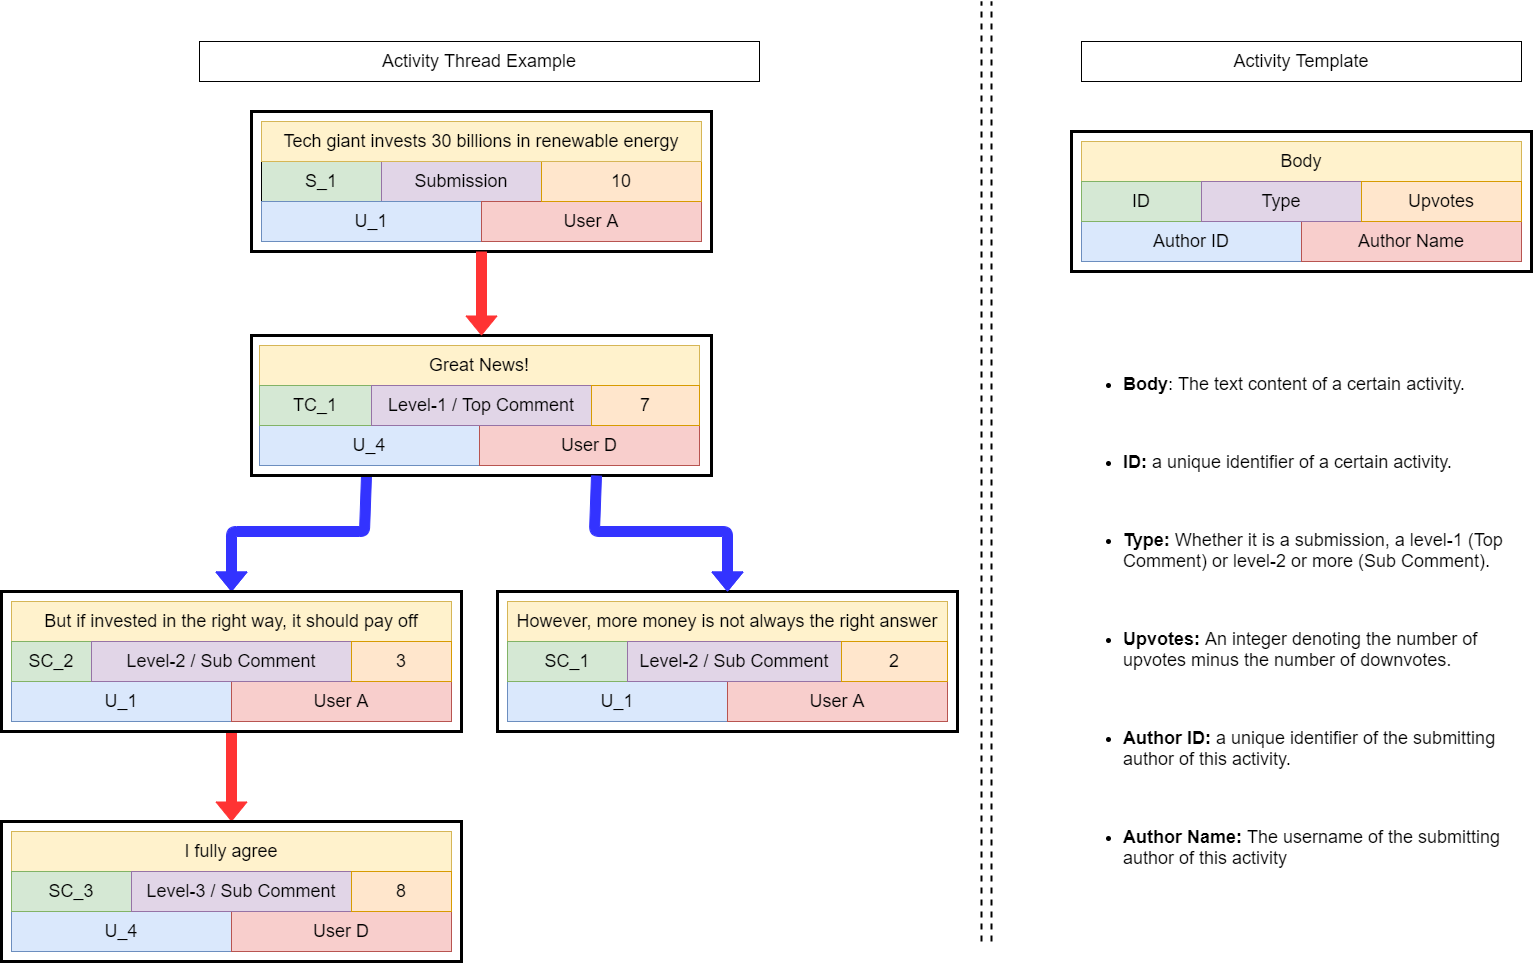 Activity Thread Example
Tech giant invests 30 billions in renewable energy
S_1 Submission 10
U_1 User A
Great News!
TC_1 Level-1 / Top Comment 7
U_4 User D
But if invested in the right way, it should pay off
SC_2 Level-2 / Sub Comment 3
U_1 User A
However, more money is not always the right answer
SC_1 Level-2 / Sub Comment 2
U_1 User A
I fully agree
SC_3 Level-3 / Sub Comment 8
U_4 User D
Activity Template
Body
ID Type Upvotes
Author ID Author Name
• Body: The text content of a certain activity.
• ID: a unique identifier of a certain activity.
• Type: Whether it is a submission, a level-1 (Top
Comment) or level-2 or more (Sub Comment).
• Upvotes: An integer denoting the number of
upvotes minus the number of downvotes.
• Author ID: a unique identifier of the submitting
author of this activity.
• Author Name: The username of the submitting
author of this activity